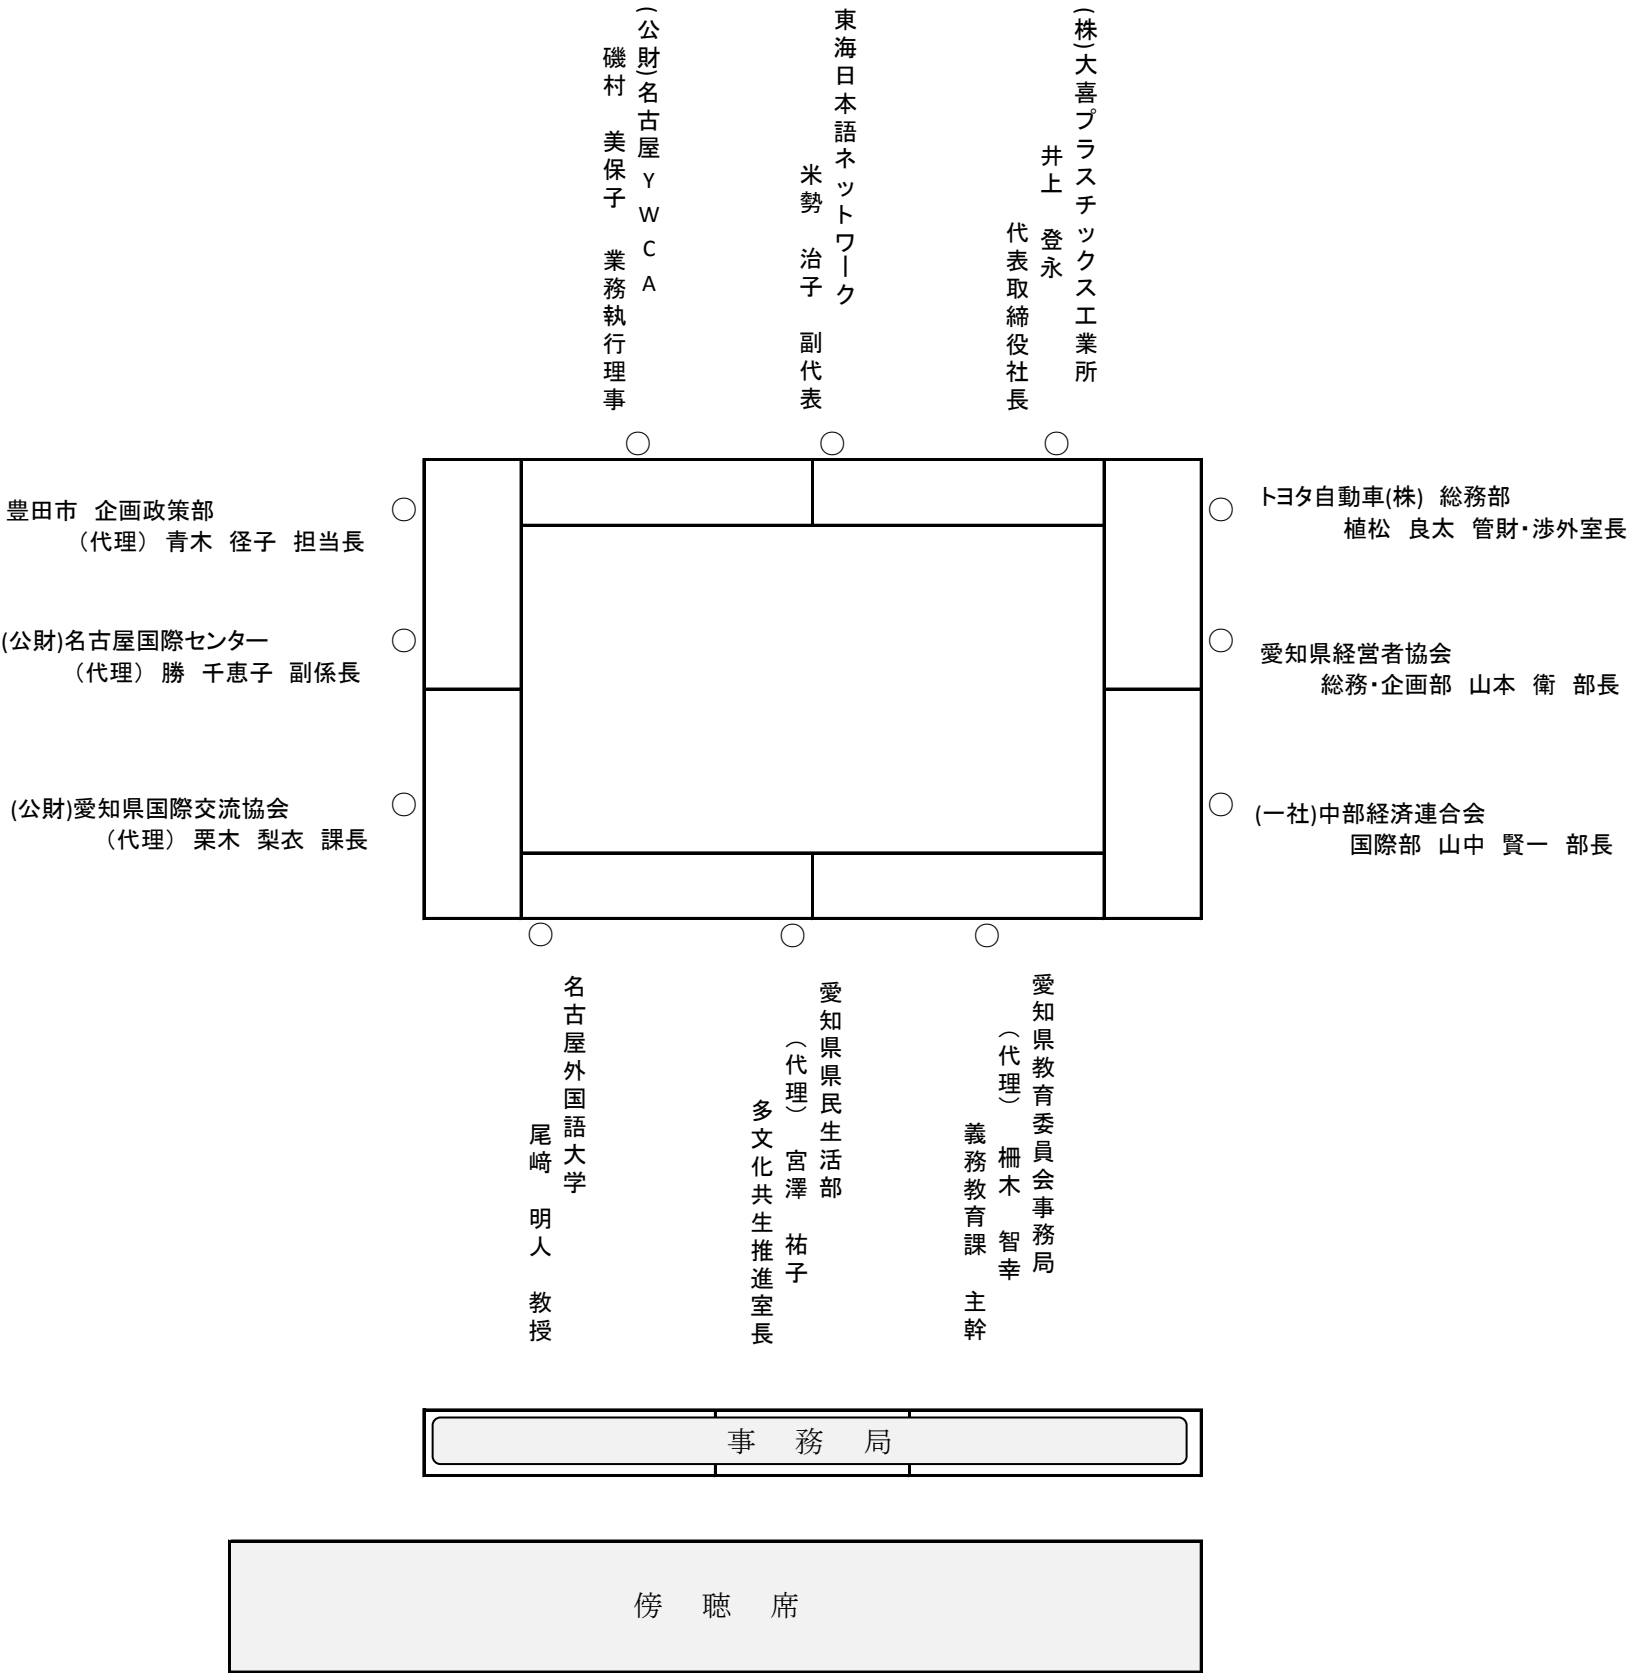 (株)大喜プラスチックス工業所
井上　登永
代表取締役社長
東海日本語ネットワーク
米勢　治子　副代表
(公財)名古屋YWCA
磯村　美保子　業務執行理事
豊田市　企画政策部
（代理）青木　径子　担当長
(公財)名古屋国際センター
（代理）勝　千恵子　副係長
(公財)愛知県国際交流協会
（代理）栗木　梨衣　課長
トヨタ自動車(株)　総務部
植松　良太　管財・渉外室長
愛知県経営者協会
総務・企画部　山本　衛　部長
(一社)中部経済連合会
国際部　山中　賢一　部長
愛知県教育委員会事務局
（代理）　柵木　智幸
義務教育課　主幹
愛知県県民生活部
（代理）　宮澤　祐子
多文化共生推進室長
名古屋外国語大学
尾﨑　明人　教授
事　務　局
傍　聴　席